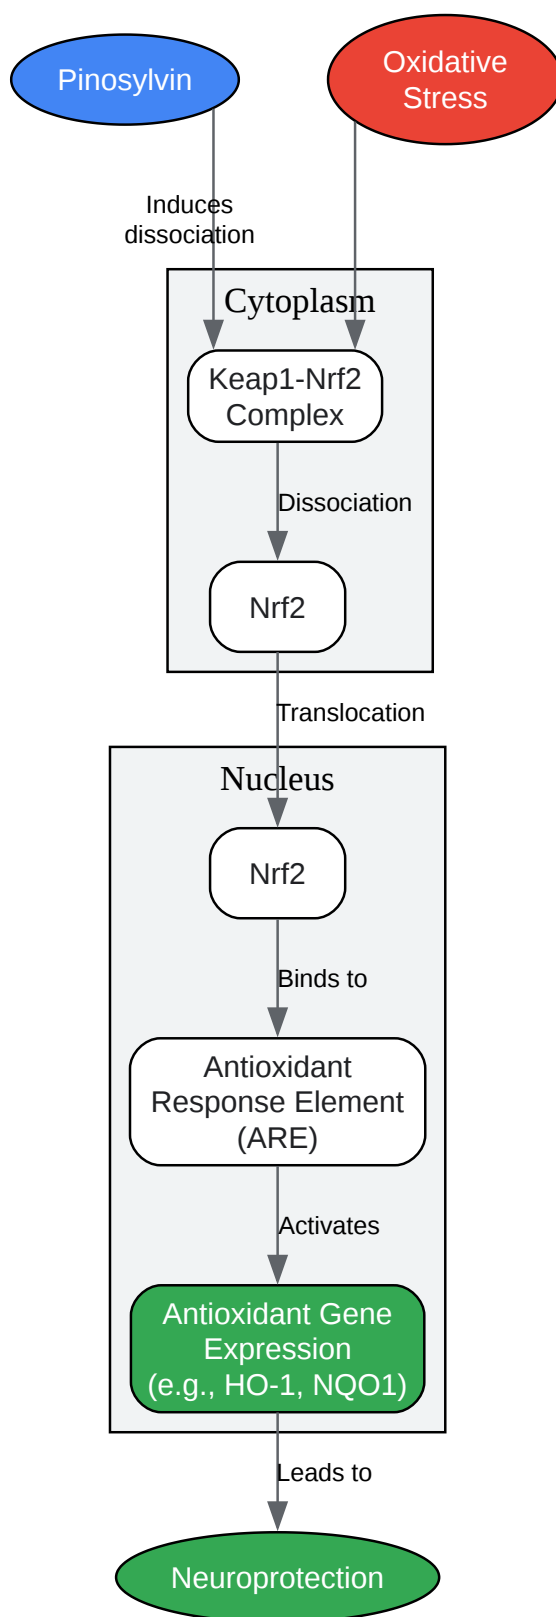 Pinosylvin
Oxidative
Stress
Induces
dissociation
Cytoplasm
Keap1-Nrf2
Complex
Dissociation
Nrf2
Translocation
Nucleus
Nrf2
Binds to
Antioxidant
Response Element
(ARE)
Activates
Antioxidant Gene
Expression
(e.g., HO-1, NQO1)
Leads to
Neuroprotection